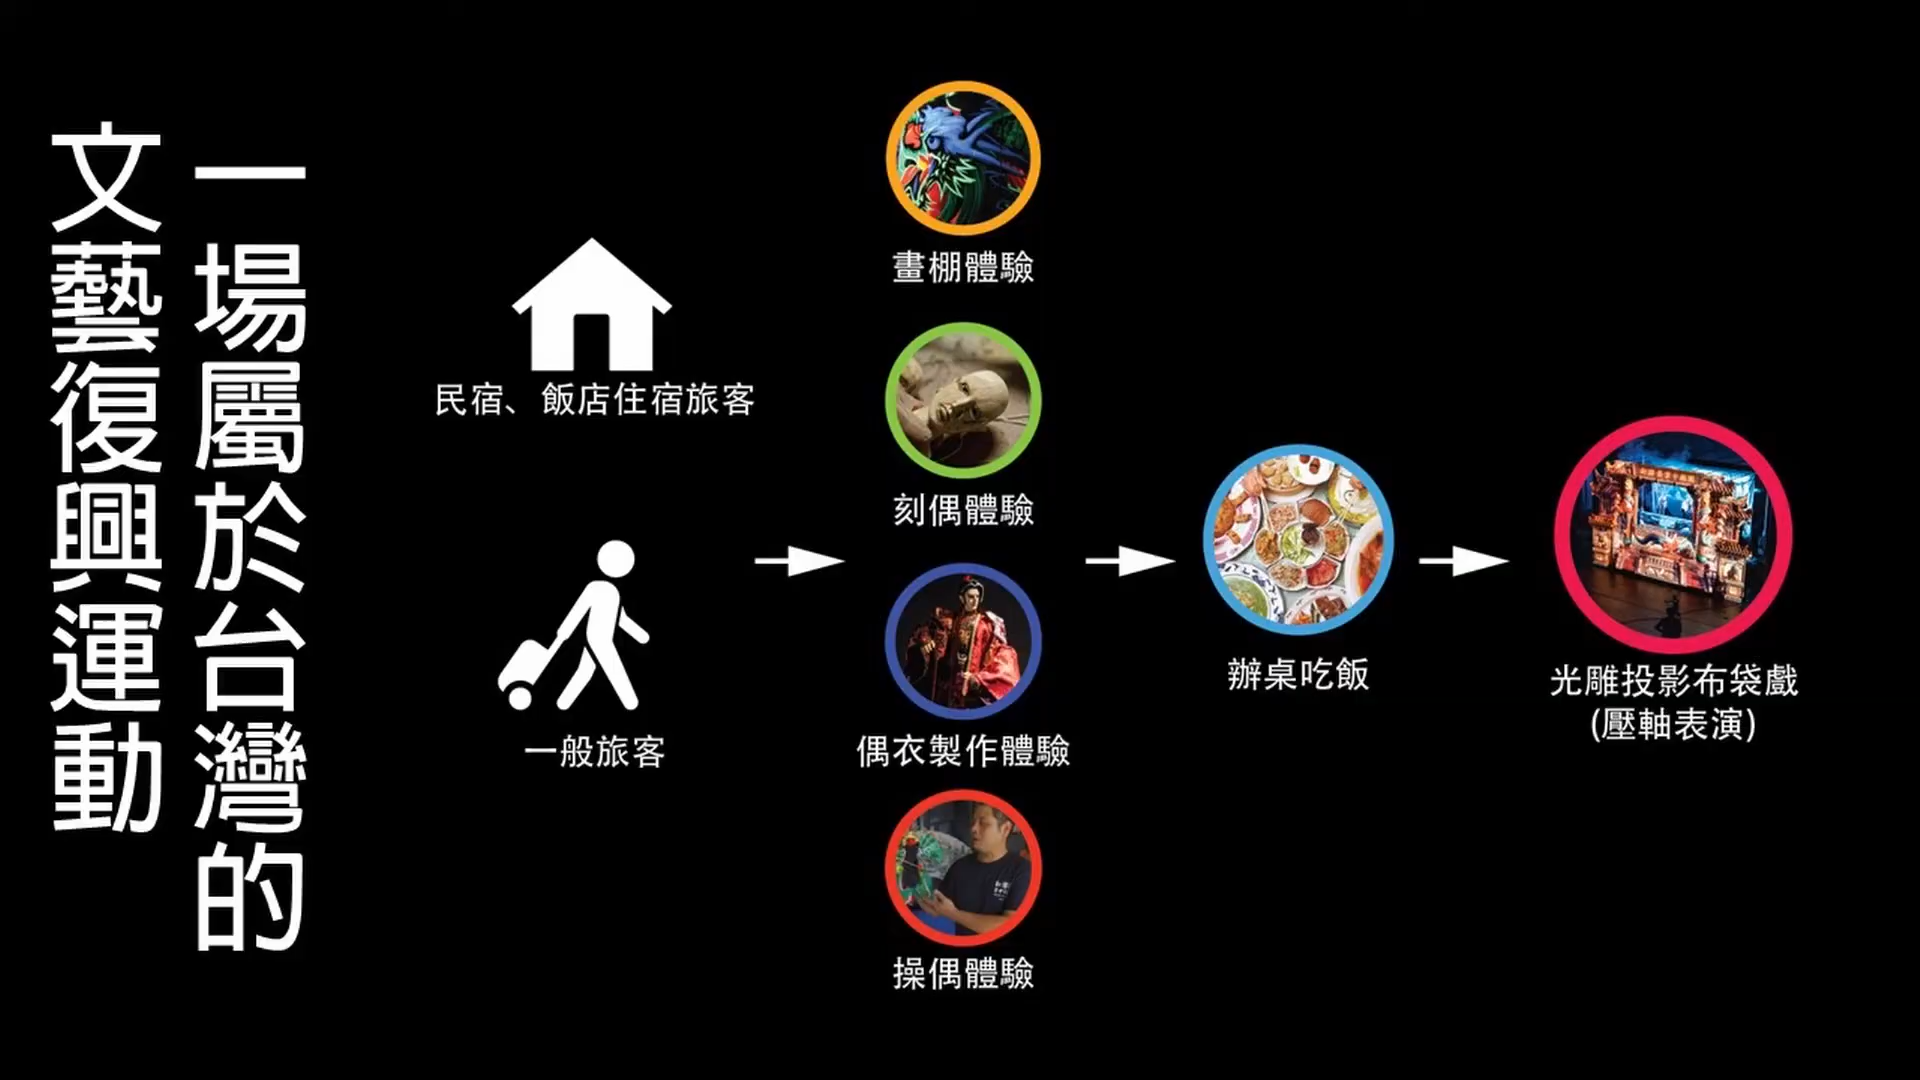 一場屬於台灣的
文藝復興運動
民宿、飯店住宿旅客
一般旅客
畫棚體驗
刻偶體驗
偶衣製作體驗
操偶體驗
辦桌吃飯
光雕投影布袋戲
(壓軸表演)